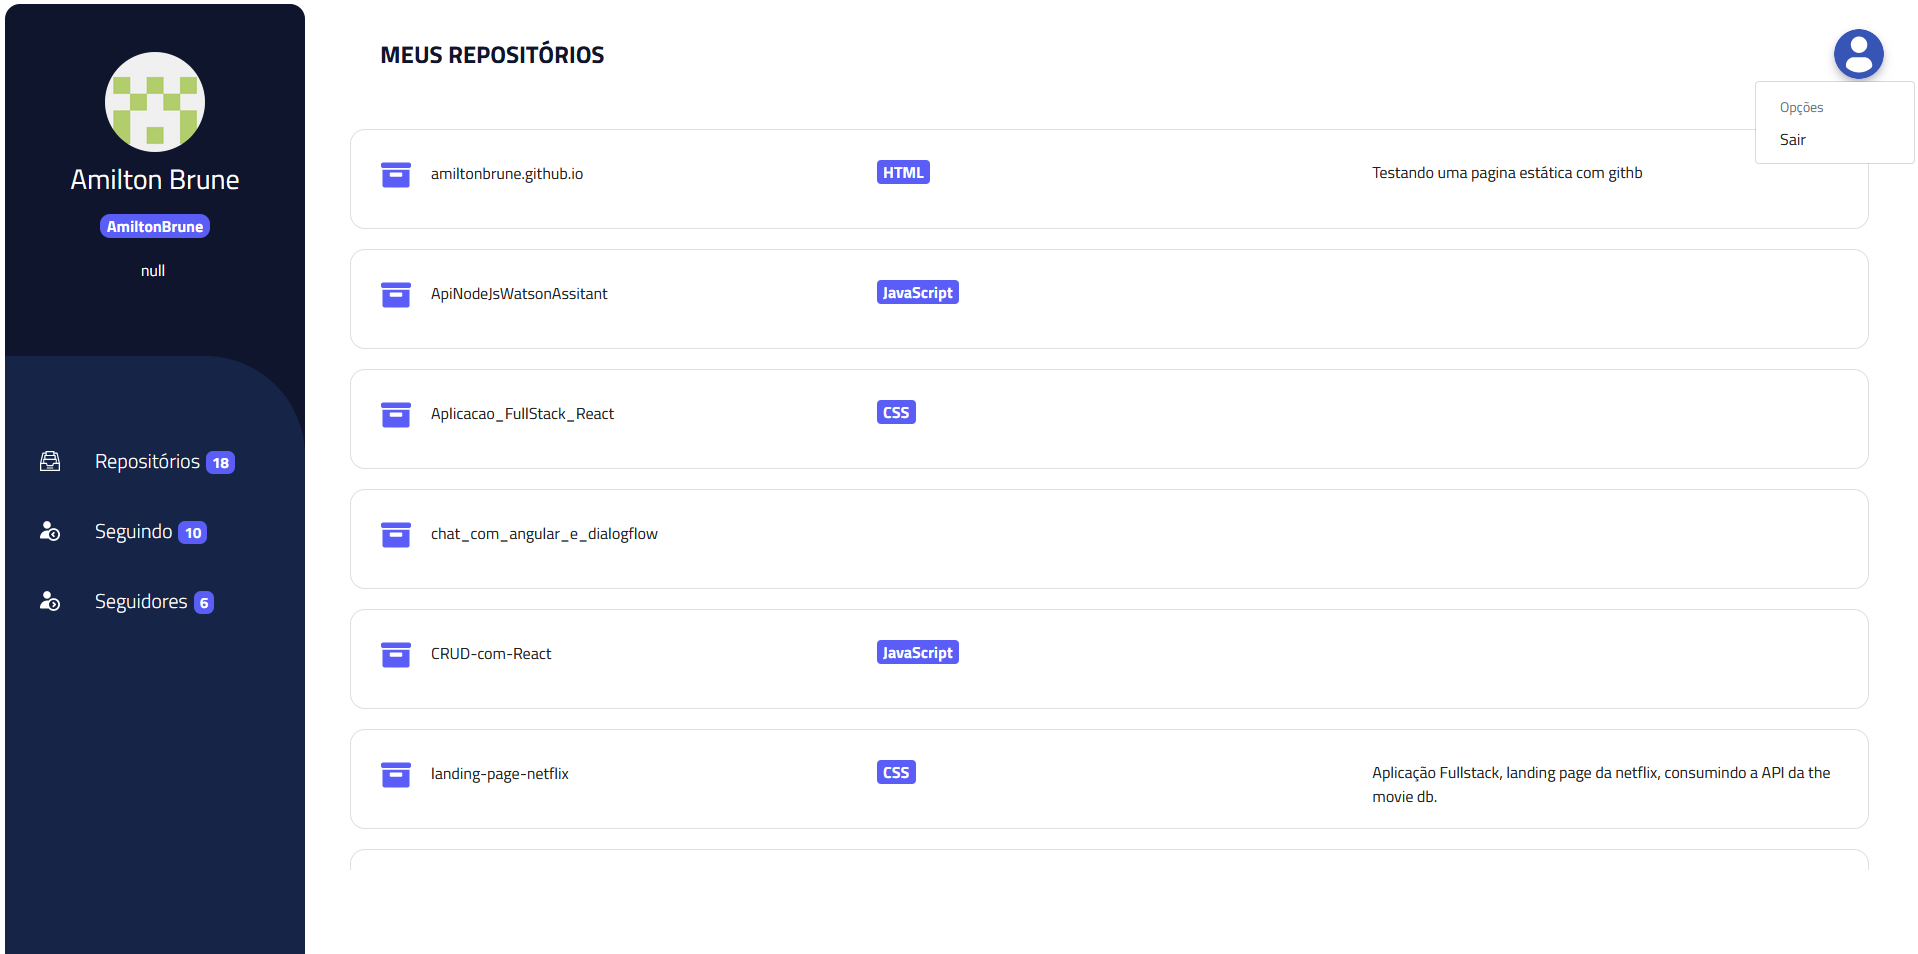 Amilton Brune
AmiltonBrune
null
Repositórios 18
Seguindo 10
Seguidores 6
MEUS REPOSITÓRIOS
Opções
Sair
amiltonbrune.github.io HTML Testando uma pagina estática com githb
ApiNodeJsWatsonAssitant JavaScript
Aplicacao_FullStack_React CSS
chat_com_angular_e_dialogflow
CRUD-com-React JavaScript
landing-page-netflix CSS Aplicação Fullstack, landing page da netflix, consumindo a API da the
movie db.